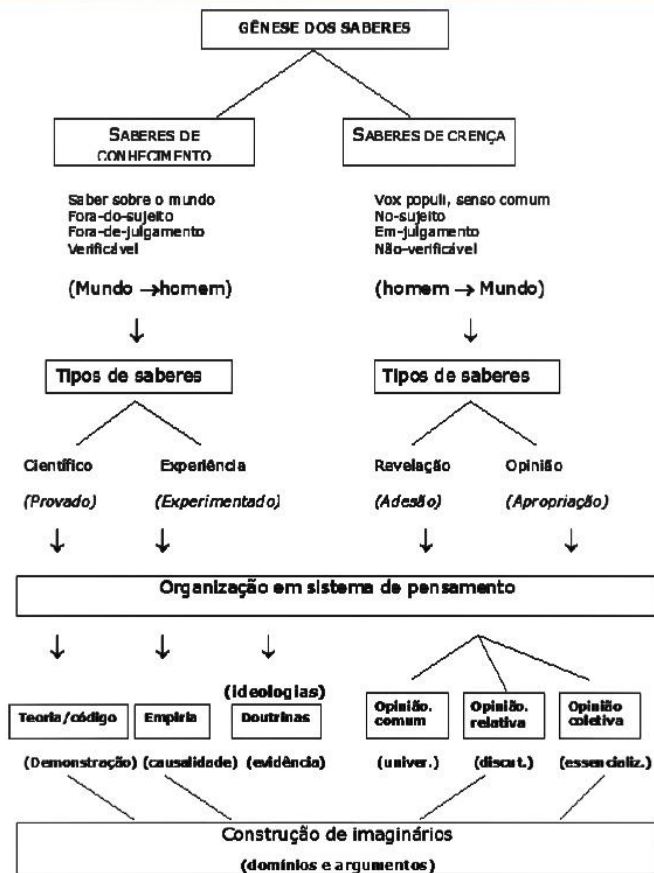 GÊNESE DOS SABERES
SABERES DE
CONHECIMENTO
SABERES DE CRENÇA
Saber sobre o mundo
Fora-do-sujeito
Fora-de-julgamento
Verificável
(Mundo →homem)
Vox populi, senso comum
No-sujeito
Em-julgamento
Não-verificável
(homem → Mundo)
Tipos de saberes
Tipos de saberes
Científico
(Provado)
Experiência
(Experimentado)
Revelação
(Adesão)
Opinião
(Apropriação)
Organização em sistema de pensamento
(ideologias)
Teoria/código
Empiria
Doutrinas
Opinião.
comum
Opinião.
relativa
Opinião
coletiva
(Demonstração)
(causalidade)
(evidência)
(univer.)
(discut.)
(essencializ.)
Construção de imaginários
(domínios e argumentos)